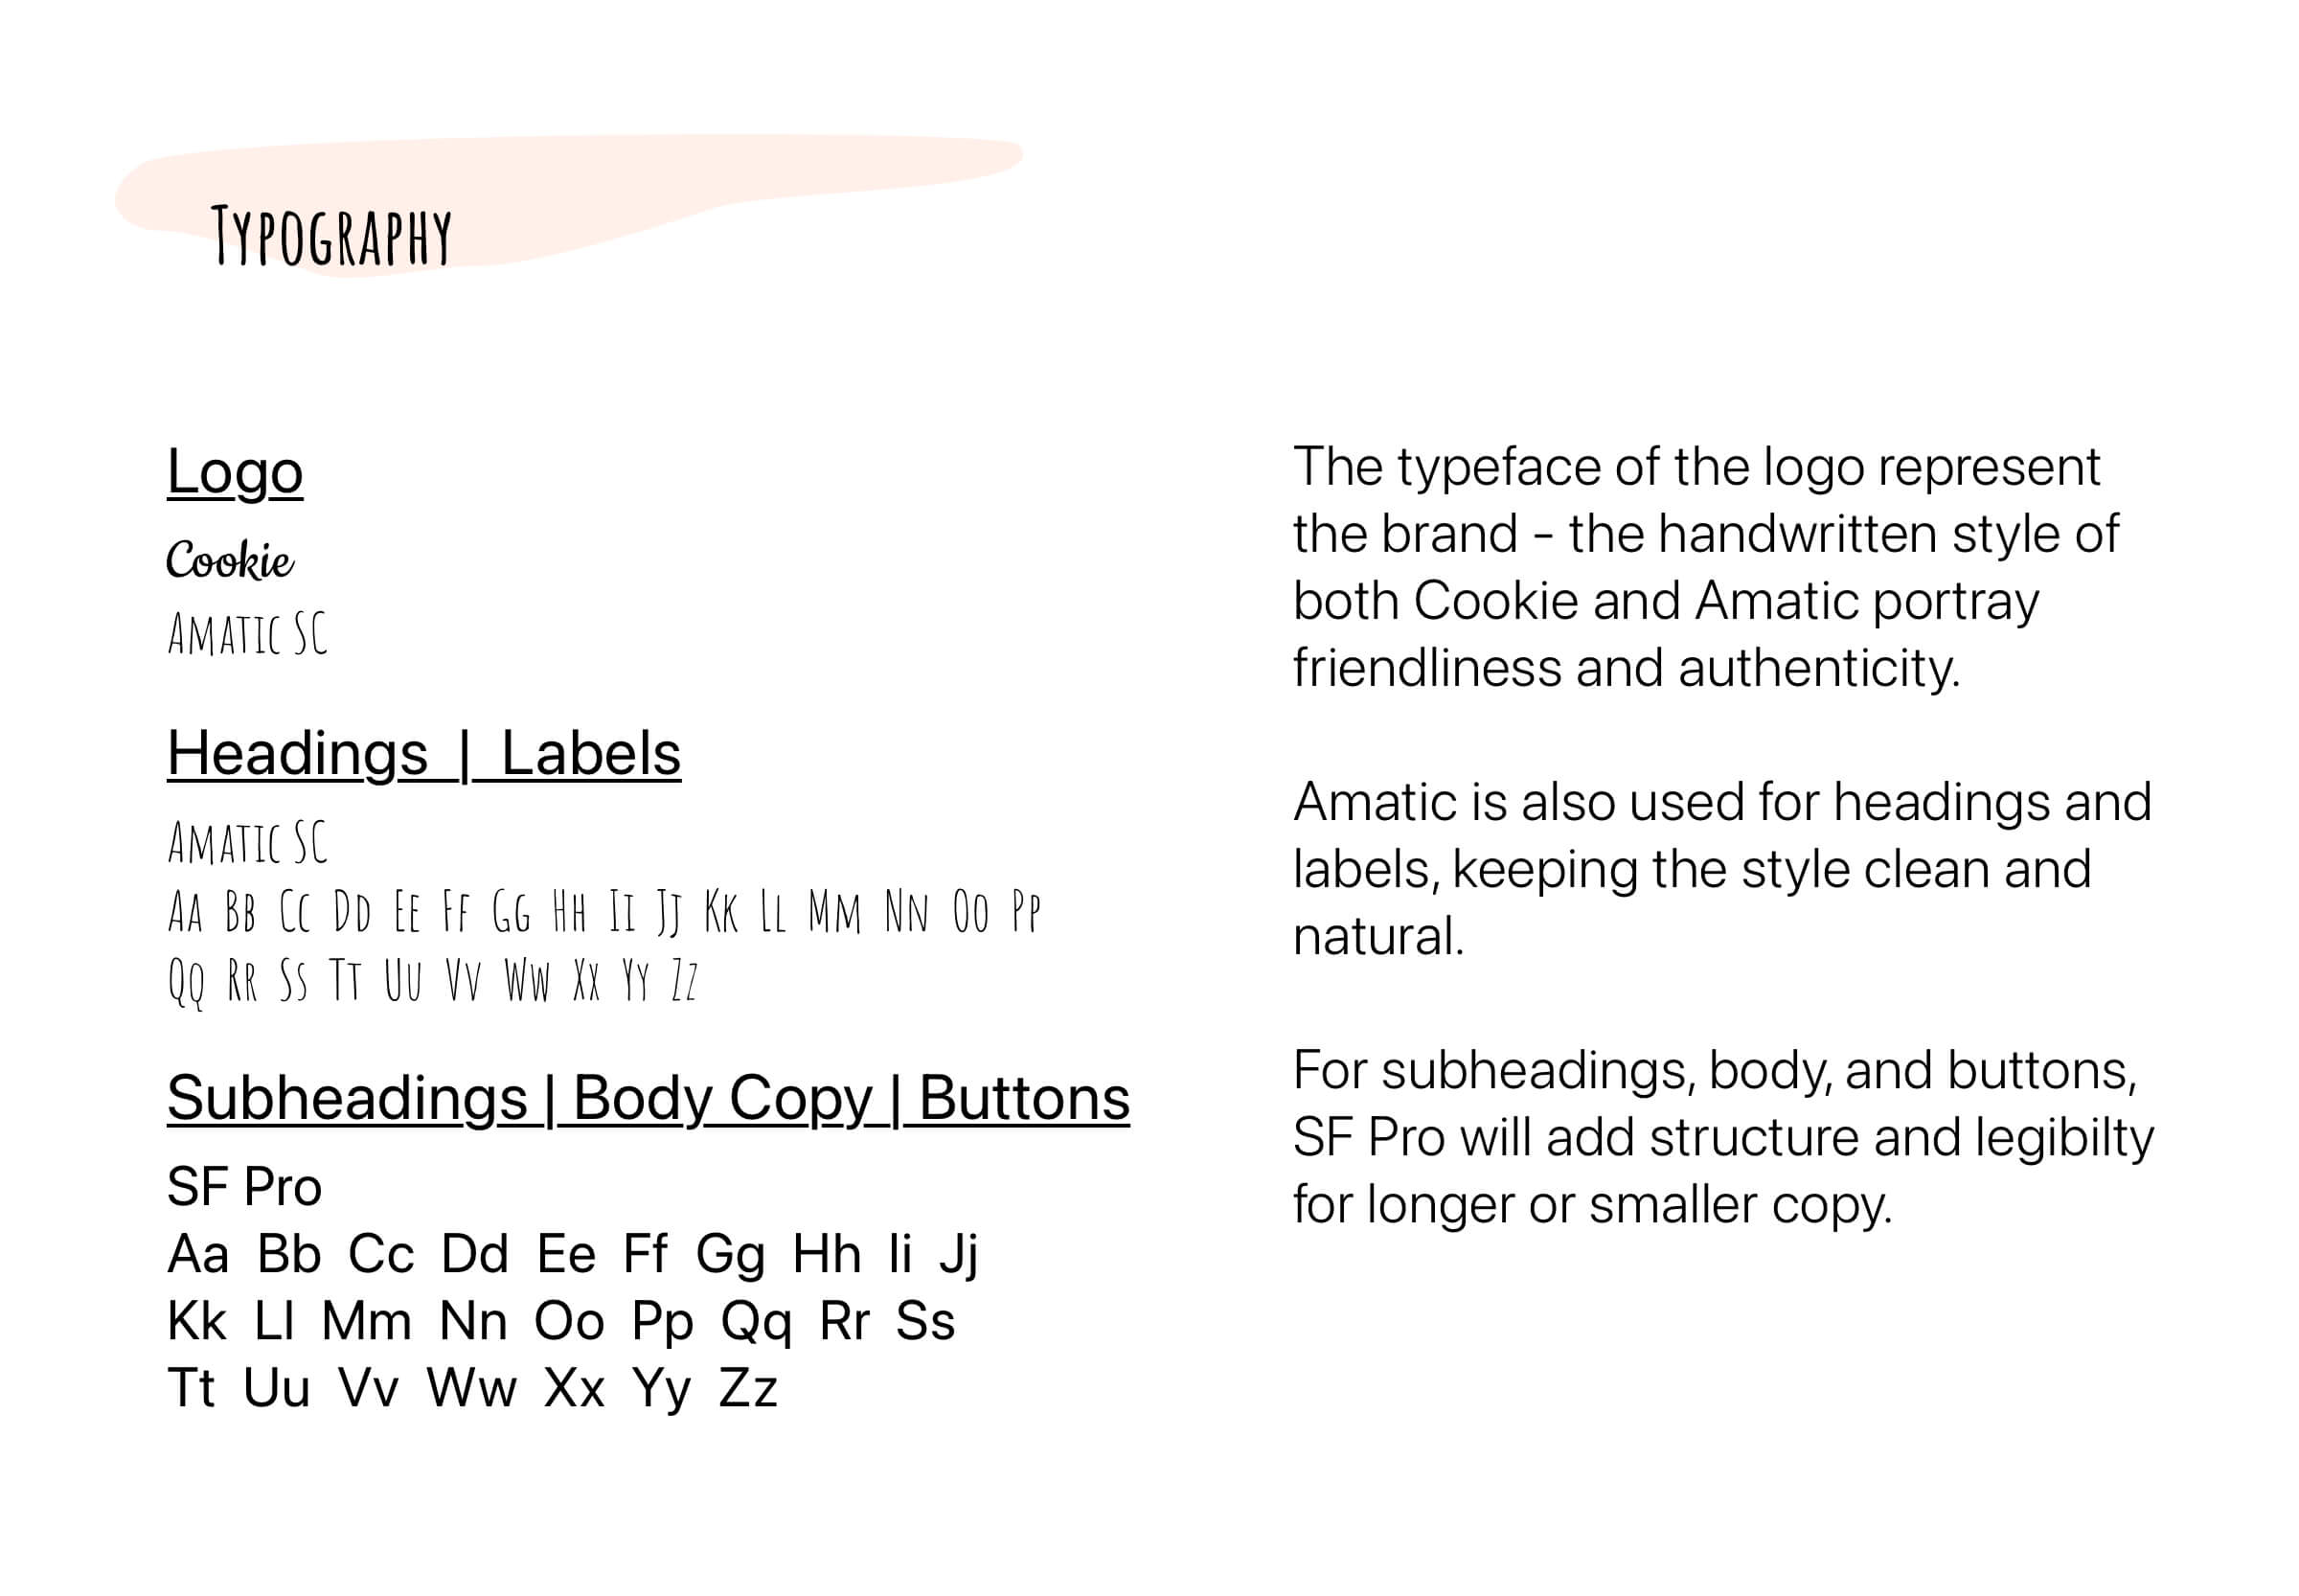 Typography
Logo
Cookie
Amatic SC
Headings | Labels
Amatic SC
Aa Bb Cc Dd Ee Ff Gg Hh Ii Jj Kk Ll Mm Nn Oo Pp
Qq Rr Ss Tt Uu Vv Ww Xx Yy Zz
Subheadings | Body Copy | Buttons
SF Pro
Aa Bb Cc Dd Ee Ff Gg Hh Ii Jj
Kk Ll Mm Nn Oo Pp Qq Rr Ss
Tt Uu Vv Ww Xx Yy Zz
The typeface of the logo represent
the brand - the handwritten style of
both Cookie and Amatic portray
friendliness and authenticity.
Amatic is also used for headings and
labels, keeping the style clean and
natural.
For subheadings, body, and buttons,
SF Pro will add structure and legibilty
for longer or smaller copy.